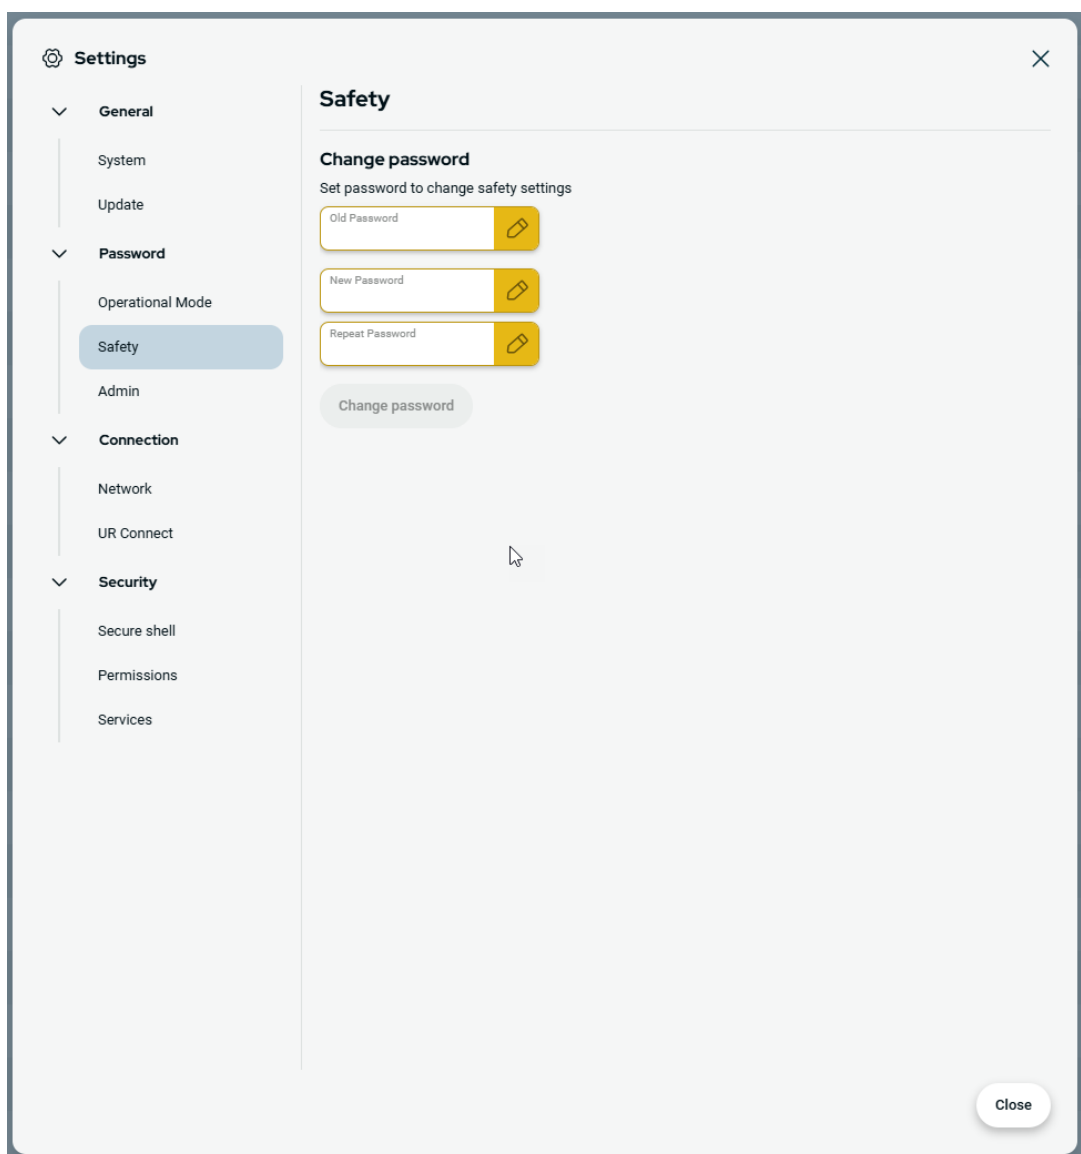 Settings
General
System
Update
Password
Operational Mode
Safety
Admin
Connection
Network
UR Connect
Security
Secure shell
Permissions
Services
Safety
Change password
Set password to change safety settings
Old Password
New Password
Repeat Password
Change password
Close